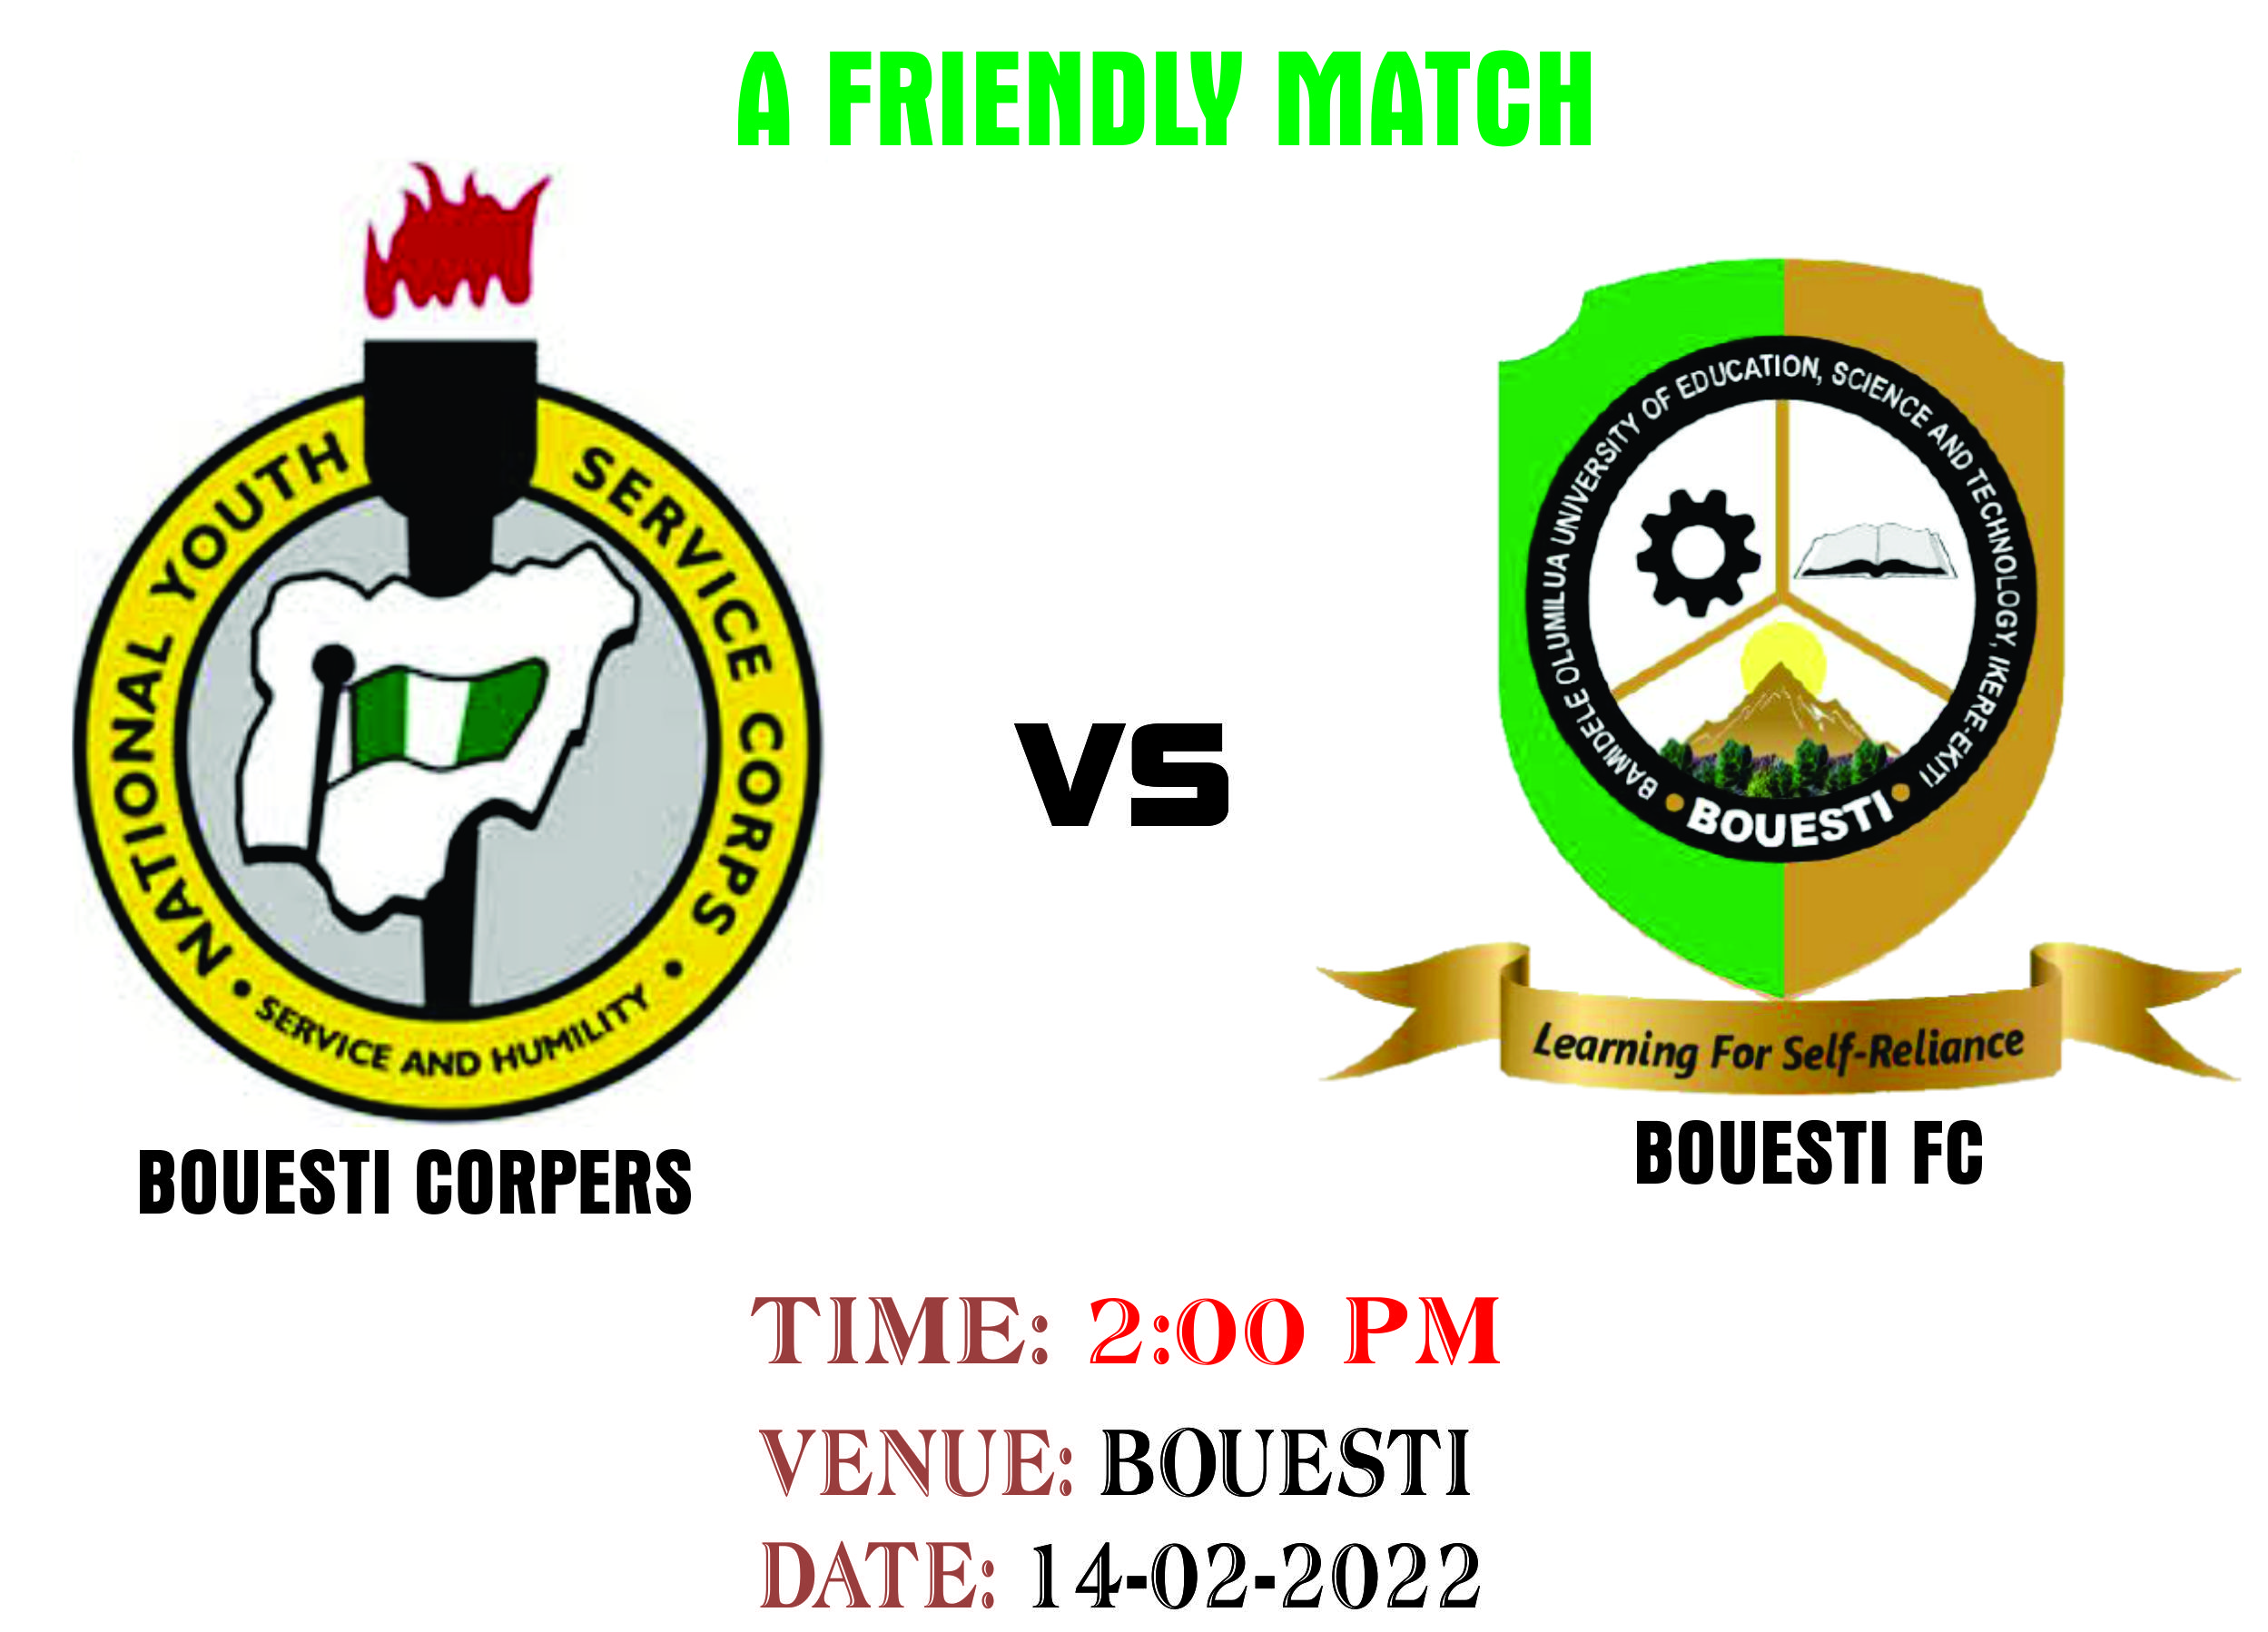 A FRIENDLY MATCH
NATIONAL YOUTH SERVICE CORPS
• SERVICE AND HUMILITY •
BOUESTI CORPERS
VS
BAMIDELE OLUMILUA UNIVERSITY OF EDUCATION, SCIENCE AND TECHNOLOGY, IKERE-EKITI
• BOUESTI •
Learning For Self-Reliance
BOUESTI FC
TIME: 2:00 PM
VENUE: BOUESTI
DATE: 14-02-2022